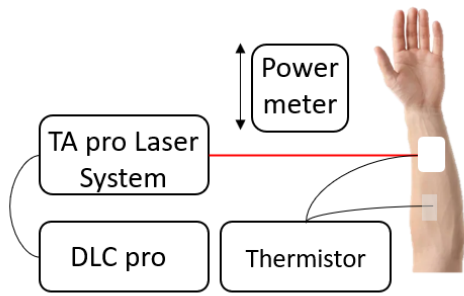 Power
meter
TA pro Laser
System
DLC pro
Thermistor